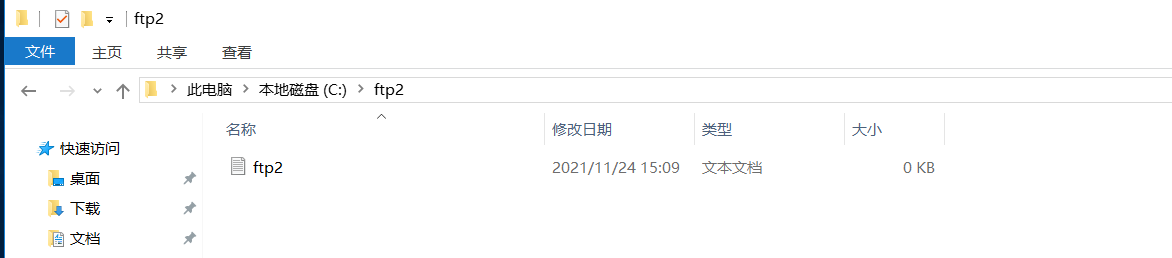 ftp2
文件 主页 共享 查看
此电脑 本地磁盘 (C:) ftp2
名称 修改日期 类型 大小
快速访问
ftp2 2021/11/24 15:09 文本文档 0 KB
桌面
下载
文档